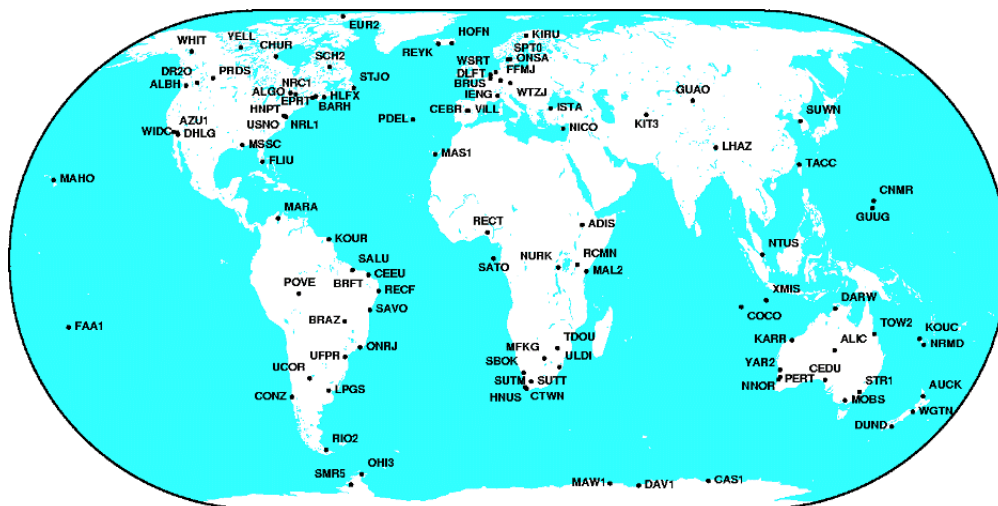 EUR2
HOFN
REYK
KIRU
WHIT
YELL
CHUR
SCH2
SPT0
WSRT
ONSA
DLFT
FFMJ
BRUS
DR2O
PRDS
STJO
ALBH
NRC1
ALGO
EPRT
HLFX
BARH
IENG
WTZJ
GUAO
HNPT
CEBR
VILL
ISTA
SUWN
AZU1
USNO
NRL1
PDEL
KIT3
WIDC
DHLG
NICO
MSSC
LHAZ
MAS1
FLIU
TACC
MAHO
CNMR
MARA
GUUG
RECT
ADIS
KOUR
NTUS
SALU
SATO
NURK
RCMN
CEEU
MAL2
POVE
BRFT
RECF
XMIS
SAVO
COCO
DARW
BRAZ
FAA1
TOW2
KOUC
ONRJ
TDOU
KARR
ALIC
NRMD
UFPR
MFKG
ULDI
SBOK
YAR2
CEDU
UCOR
SUTM
SUTT
NNOR
PERT
STR1
AUCK
CONZ
LPGS
HNUS
CTWN
MOBS
WGTN
DUND
RIO2
SMR5
OHI3
MAW1
DAV1
CAS1